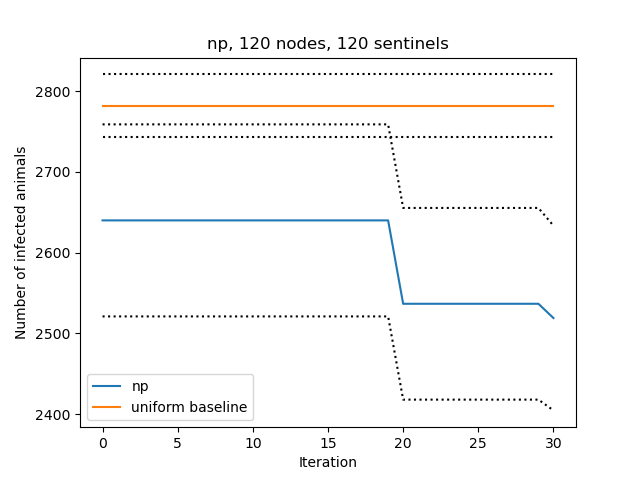 np, 120 nodes, 120 sentinels
Number of infected animals
2800
2700
2600
2500
2400
np
uniform baseline
0 5 10 15 20 25 30
Iteration